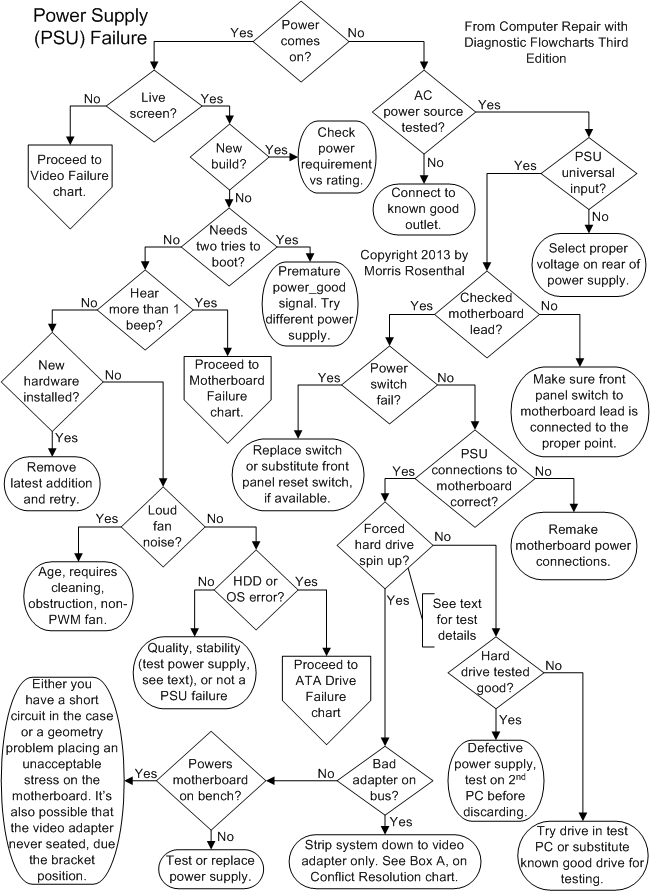 Power Supply
(PSU) Failure
From Computer Repair with
Diagnostic Flowcharts Third
Edition
Power
comes
on?
Yes
No
Live
screen?
No
Yes
Proceed to
Video Failure
chart.
New
build?
Yes
No
Check
power
requirement
vs rating.
AC
power source
tested?
Yes
No
Connect to
known good
outlet.
PSU
universal
input?
Yes
No
Select proper
voltage on rear of
power supply.
Needs
two tries to
boot?
No
Yes
Premature
power_good
signal. Try
different power
supply.
Copyright 2013 by
Morris Rosenthal
Hear
more than 1
beep?
No
Yes
Proceed to
Motherboard
Failure
chart.
Checked
motherboard
lead?
Yes
No
Make sure front
panel switch to
motherboard lead is
connected to the
proper point.
New
hardware
installed?
No
Yes
Remove
latest addition
and retry.
Power
switch
fail?
Yes
No
Replace switch
or substitute front
panel reset switch,
if available.
PSU
connections to
motherboard
correct?
Yes
No
Remake
motherboard power
connections.
Loud
fan
noise?
Yes
No
Age, requires
cleaning,
obstruction, non-
PWM fan.
HDD or
OS error?
No
Yes
Quality, stability
(test power supply,
see text), or not a
PSU failure
Proceed to
ATA Drive
Failure
chart
Forced
hard drive
spin up?
No
Yes
See text
for test
details
Hard
drive tested
good?
No
Yes
Defective
power supply,
test on 2nd
PC before
discarding.
Try drive in test
PC or substitute
known good drive for
testing.
Bad
adapter on
bus?
No
Yes
Strip system down to video
adapter only. See Box A, on
Conflict Resolution chart.
Powers
motherboard
on bench?
Yes
No
Test or replace
power supply.
Either you
have a short
circuit in the case
or a geometry
problem placing an
unacceptable
stress on the
motherboard. It's
also possible that
the video adapter
never seated, due
the bracket
position.